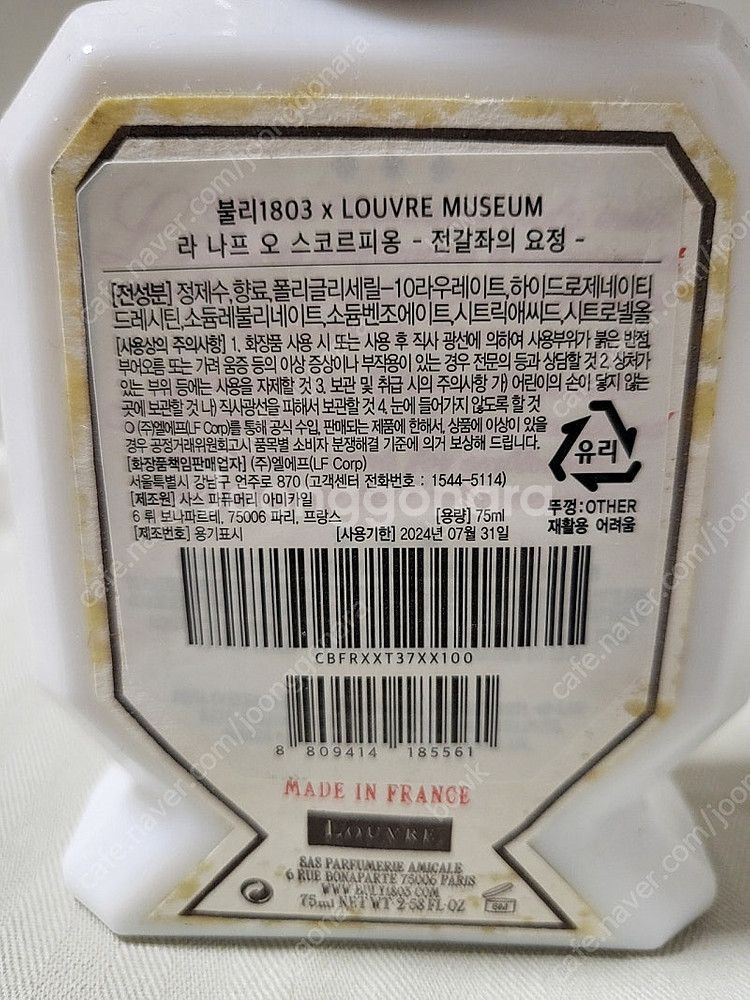 불리1803 x LOUVRE MUSEUM
라 나프 오 스코르피옹 - 전갈좌의 요정 -
[전성분] 정제수,향료,폴리글리세릴-10라우레이트,하이드로제네이티
드레시틴,소듐레불리네이트,소듐벤조에이트,시트릭애씨드,시트로넬올
[사용상의 주의사항] 1. 화장품 사용 시 또는 사용 후 직사 광선에 의하여 사용부위가 붉은 반점,
부어오름 또는 가려움증 등의 이상 증상이나 부작용이 있는 경우 전문의 등과 상담할 것 2. 상처가
있는 부위 등에는 사용을 자제할 것 3. 보관 및 취급 시의 주의사항 가) 어린이의 손이 닿지 않는
곳에 보관할 것 나) 직사광선을 피해서 보관할 것 4. 눈에 들어가지 않도록 할 것
○ (주)엘에프(LF Corp)를 통해 공식 수입, 판매되는 제품에 한해서, 상품에 이상이 있을
경우 공정거래위원회고시 품목별 소비자 분쟁해결 기준에 의거 보상해 드립니다.
[화장품책임판매업자] (주)엘에프(LF Corp)
서울특별시 강남구 언주로 870 (고객센터 전화번호 : 1544-5114)
[제조원] 사스 파퓨머리 아미카일
6 뤼 보나파르테, 75006 파리, 프랑스 [용량] 75ml
[제조번호] 용기표시 [사용기한] 2024년 07월 31일
유리
뚜껑:OTHER
재활용 어려움
CBFRXXT37XX100
8 809414 185561
MADE IN FRANCE
LOUVRE
SAS PARFUMERIE AMICALE
6 RUE BONAPARTE 75006 PARIS
WWW.BULY1803.COM
75ml NET WT 2·53 FL·OZ
joonggonara
cafe.naver.com/joonggonara